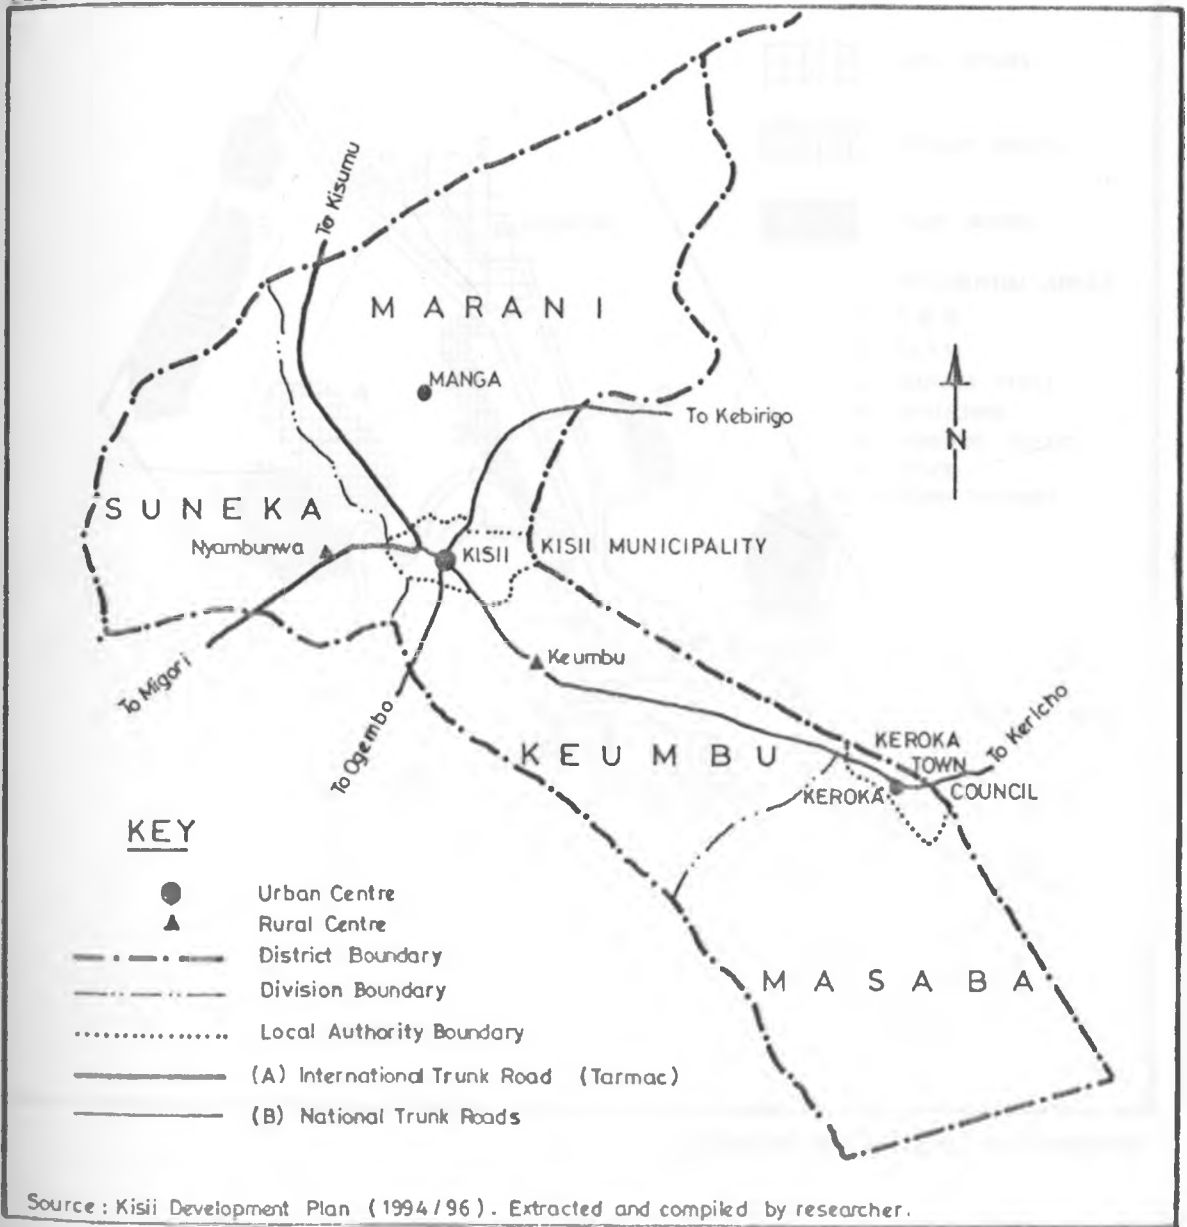 To Kisumu
MARANI
MANGA
To Kebirigo
N
SUNEKA
Nyambunwa
KISII
KISII MUNICIPALITY
To Migori
Keumbu
To Ogembo
KEUMBU
KEROKA
TOWN
COUNCIL
To Kericho
KEROKA
MASABA
KEY
Urban Centre
Rural Centre
District Boundary
Division Boundary
Local Authority Boundary
(A) International Trunk Road (Tarmac)
(B) National Trunk Roads
Source: Kisii Development Plan (1994/96). Extracted and compiled by researcher.